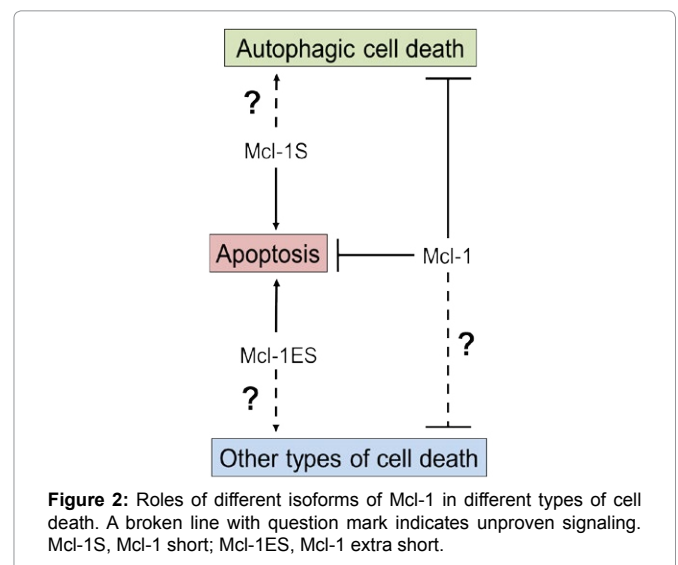 Autophagic cell death
?
Mcl-1S
Apoptosis
Mcl-1
Mcl-1ES
?
?
Other types of cell death
Figure 2: Roles of different isoforms of Mcl-1 in different types of cell
death. A broken line with question mark indicates unproven signaling.
Mcl-1S, Mcl-1 short; Mcl-1ES, Mcl-1 extra short.